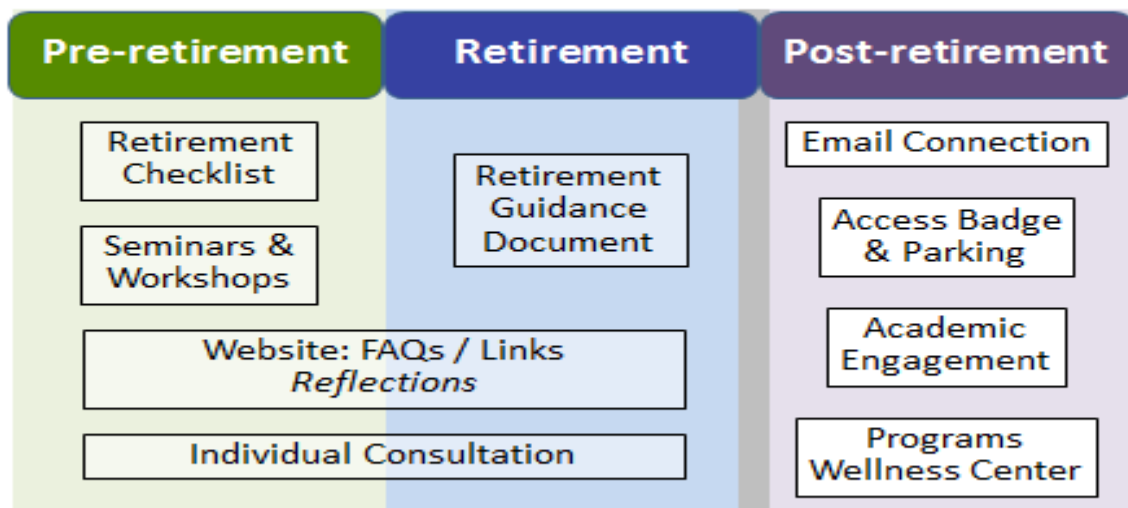 Pre-retirement
Retirement
Post-retirement
Retirement
Checklist
Seminars &
Workshops
Retirement
Guidance
Document
Website: FAQs / Links
Reflections
Individual Consultation
Email Connection
Access Badge
& Parking
Academic
Engagement
Programs
Wellness Center